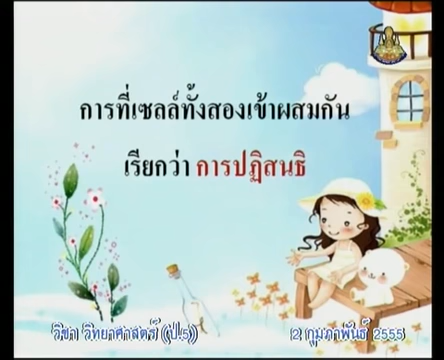 การที่เซลล์ทั้งสองเข้าผสมกัน
เรียกว่า การปฏิสนธิ
วิชา วิทยาศาสตร์ (ป.5)
2 กุมภาพันธ์ 2555